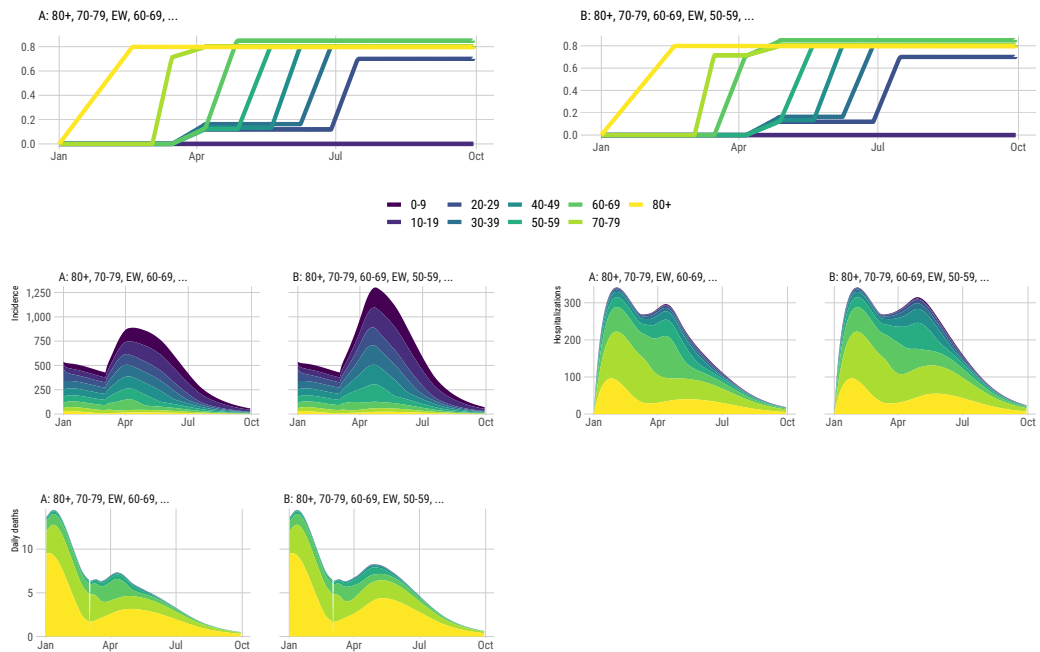 A: 80+, 70-79, EW, 60-69, ...
0.8
0.6
0.4
0.2
0.0
Jan Apr Jul Oct
B: 80+, 70-79, 60-69, EW, 50-59, ...
0.8
0.6
0.4
0.2
0.0
Jan Apr Jul Oct
0-9 20-29 40-49 60-69 80+
10-19 30-39 50-59 70-79
A: 80+, 70-79, EW, 60-69, ...
B: 80+, 70-79, 60-69, EW, 50-59, ...
Incidence
1,250
1,000
750
500
250
0
Jan Apr Jul Oct
Jan Apr Jul Oct
A: 80+, 70-79, EW, 60-69, ...
B: 80+, 70-79, 60-69, EW, 50-59, ...
Hospitalizations
300
200
100
0
Jan Apr Jul Oct
Jan Apr Jul Oct
A: 80+, 70-79, EW, 60-69, ...
B: 80+, 70-79, 60-69, EW, 50-59, ...
Daily deaths
10
5
0
Jan Apr Jul Oct
Jan Apr Jul Oct